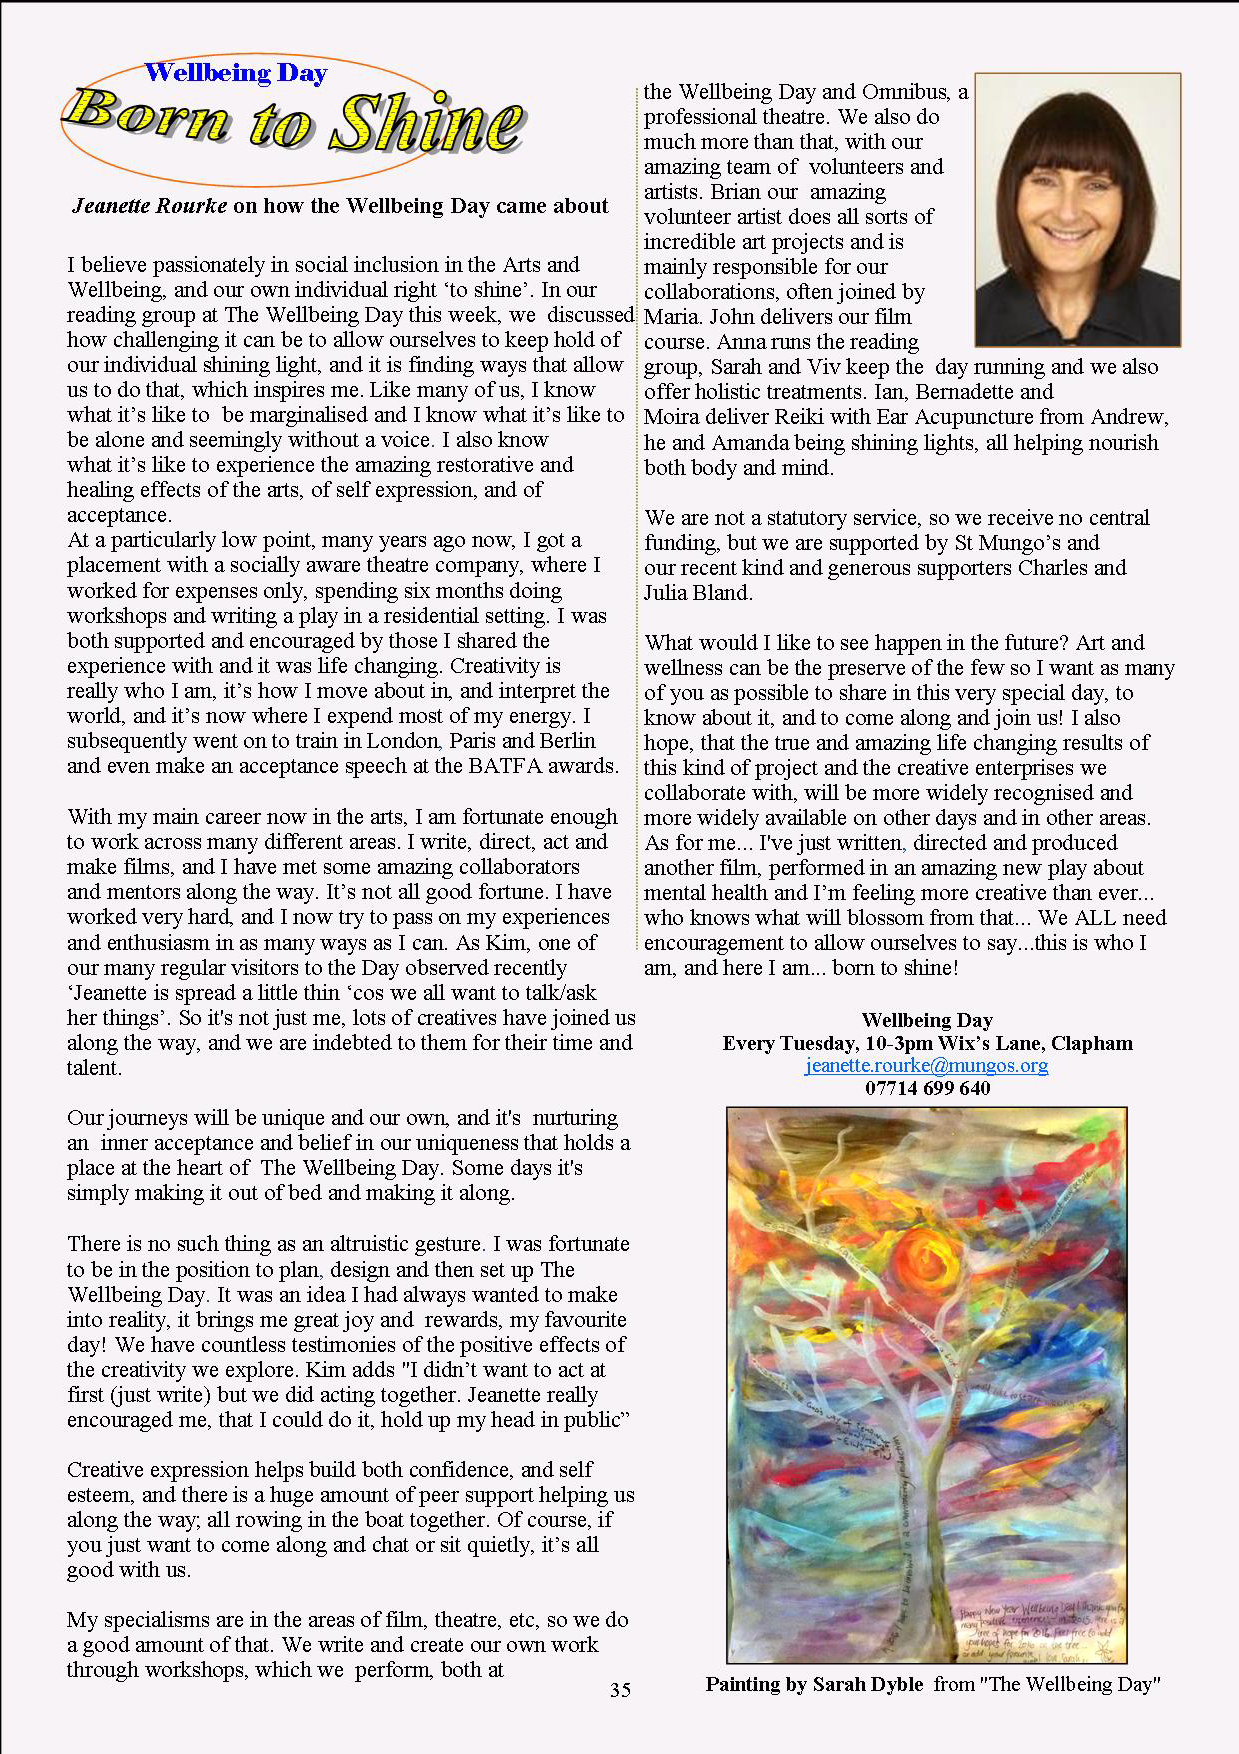 Wellbeing Day
Born to Shine
Jeanette Rourke on how the Wellbeing Day came about
I believe passionately in social inclusion in the Arts and
Wellbeing, and our own individual right ‘to shine’. In our
reading group at The Wellbeing Day this week, we  discussed
how challenging it can be to allow ourselves to keep hold of
our individual shining light, and it is finding ways that allow
us to do that, which inspires me. Like many of us, I know
what it’s like to  be marginalised and I know what it’s like to
be alone and seemingly without a voice. I also know
what it’s like to experience the amazing restorative and
healing effects of the arts, of self expression, and of
acceptance.
At a particularly low point, many years ago now, I got a
placement with a socially aware theatre company, where I
worked for expenses only, spending six months doing
workshops and writing a play in a residential setting. I was
both supported and encouraged by those I shared the
experience with and it was life changing. Creativity is
really who I am, it’s how I move about in, and interpret the
world, and it’s now where I expend most of my energy. I
subsequently went on to train in London, Paris and Berlin
and even make an acceptance speech at the BATFA awards.
With my main career now in the arts, I am fortunate enough
to work across many different areas. I write, direct, act and
make films, and I have met some amazing collaborators
and mentors along the way. It’s not all good fortune. I have
worked very hard, and I now try to pass on my experiences
and enthusiasm in as many ways as I can. As Kim, one of
our many regular visitors to the Day observed recently
‘Jeanette is spread a little thin ‘cos we all want to talk/ask
her things’. So it's not just me, lots of creatives have joined us
along the way, and we are indebted to them for their time and
talent.
Our journeys will be unique and our own, and it's  nurturing
an  inner acceptance and belief in our uniqueness that holds a
place at the heart of  The Wellbeing Day. Some days it's
simply making it out of bed and making it along.
There is no such thing as an altruistic gesture. I was fortunate
to be in the position to plan, design and then set up The
Wellbeing Day. It was an idea I had always wanted to make
into reality, it brings me great joy and  rewards, my favourite
day! We have countless testimonies of the positive effects of
the creativity we explore. Kim adds "I didn’t want to act at
first (just write) but we did acting together. Jeanette really
encouraged me, that I could do it, hold up my head in public”
Creative expression helps build both confidence, and self
esteem, and there is a huge amount of peer support helping us
along the way; all rowing in the boat together. Of course, if
you just want to come along and chat or sit quietly, it’s all
good with us.
My specialisms are in the areas of film, theatre, etc, so we do
a good amount of that. We write and create our own work
through workshops, which we  perform, both at
the Wellbeing Day and Omnibus, a
professional theatre. We also do
much more than that, with our
amazing team of  volunteers and
artists. Brian our  amazing
volunteer artist does all sorts of
incredible art projects and is
mainly responsible for our
collaborations, often joined by
Maria. John delivers our film
course. Anna runs the reading
group, Sarah and Viv keep the  day running and we also
offer holistic treatments. Ian, Bernadette and
Moira deliver Reiki with Ear Acupuncture from Andrew,
he and Amanda being shining lights, all helping nourish
both body and mind.
We are not a statutory service, so we receive no central
funding, but we are supported by St Mungo’s and
our recent kind and generous supporters Charles and
Julia Bland.
What would I like to see happen in the future? Art and
wellness can be the preserve of the few so I want as many
of you as possible to share in this very special day, to
know about it, and to come along and join us! I also
hope, that the true and amazing life changing results of
this kind of project and the creative enterprises we
collaborate with, will be more widely recognised and
more widely available on other days and in other areas.
As for me... I've just written, directed and produced
another film, performed in an amazing new play about
mental health and I’m feeling more creative than ever...
who knows what will blossom from that... We ALL need
encouragement to allow ourselves to say...this is who I
am, and here I am... born to shine!
Wellbeing Day
Every Tuesday, 10-3pm Wix’s Lane, Clapham
jeanette.rourke@mungos.org
07714 699 640
Happy New Year Wellbeing Day!
positive experiences in 2015. Here is a
tree of hope for 2016. Feel free to add
your hopes for 2016 on the tree...
Painting by Sarah Dyble  from "The Wellbeing Day"
35